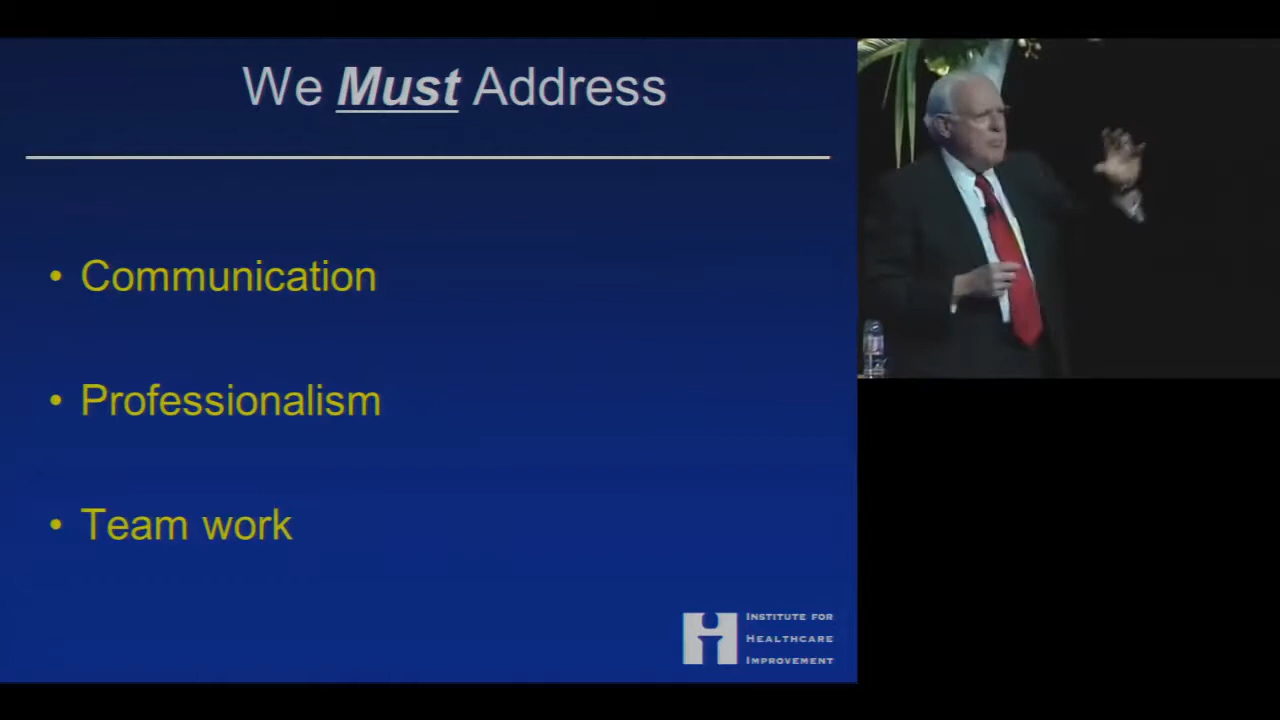 We Must Address
• Communication
• Professionalism
• Team work
INSTITUTE FOR
HEALTHCARE
IMPROVEMENT